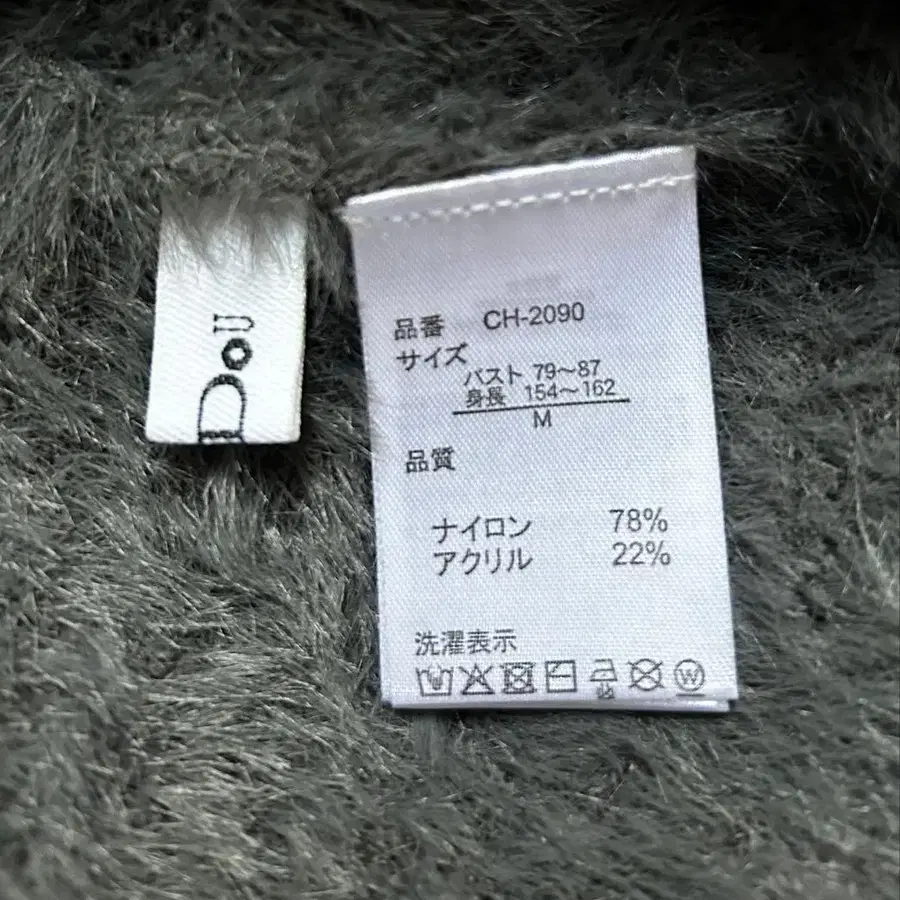 DoU
品番 CH-2090
サイズ
バスト 79～87
身長 154～162
M
品質
ナイロン 78%
アクリル 22%
洗濯表示
W